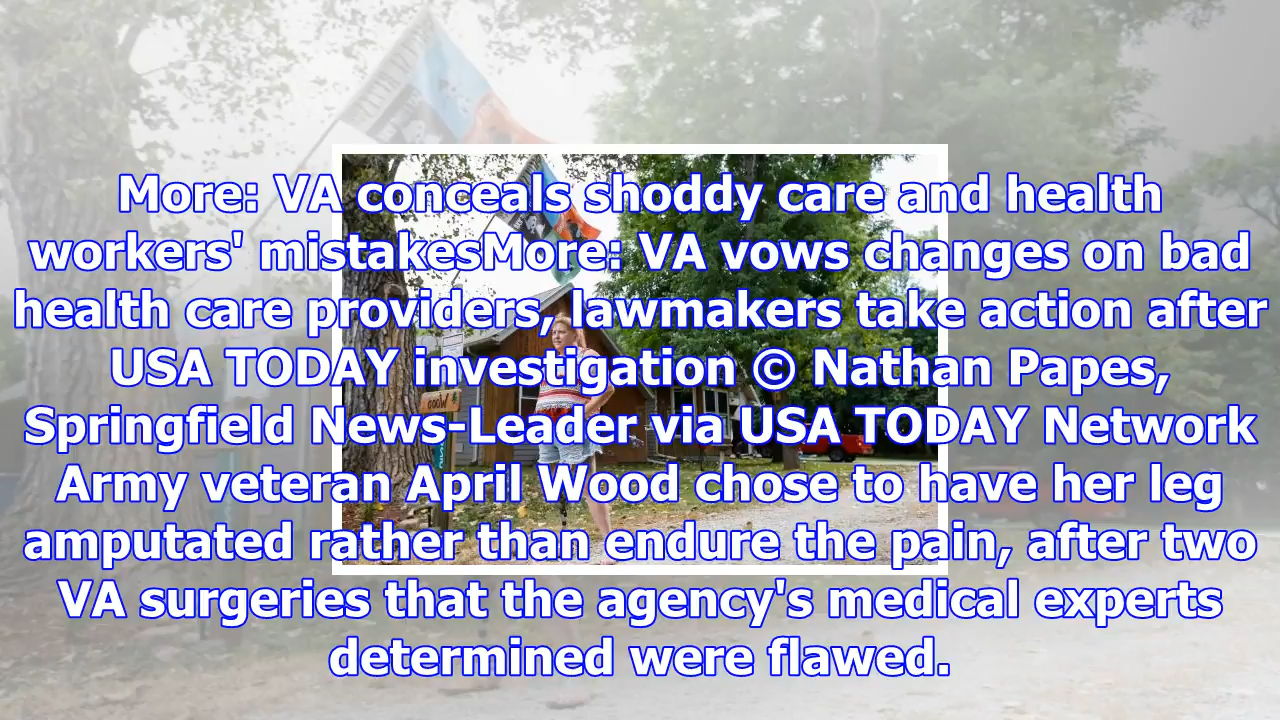 More: VA conceals shoddy care and health
workers' mistakesMore: VA vows changes on bad
health care providers, lawmakers take action after
USA TODAY investigation © Nathan Papes,
Springfield News-Leader via USA TODAY Network
Army veteran April Wood chose to have her leg
amputated rather than endure the pain, after two
VA surgeries that the agency's medical experts
determined were flawed.